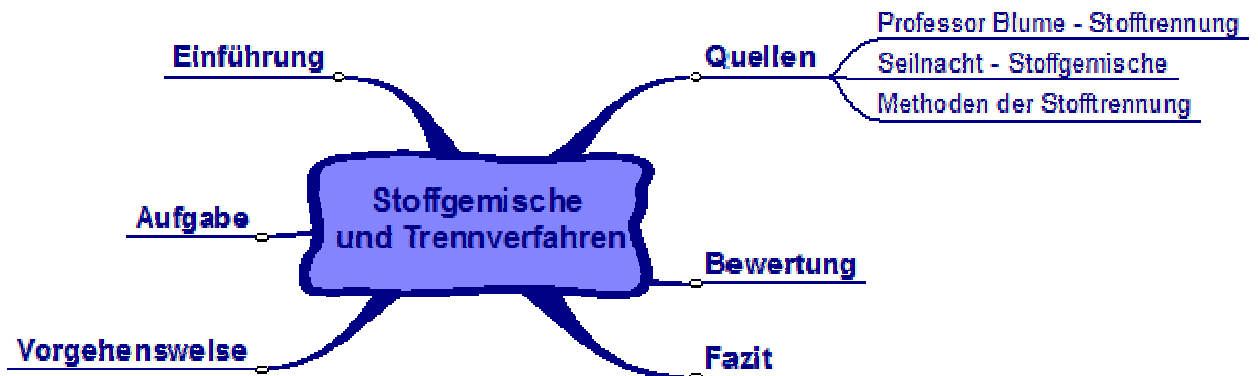 Einführung
Quellen
Professor Blume - Stofftrennung
Seilnacht - Stoffgemische
Methoden der Stofftrennung
Stoffgemische
und Trennverfahren
Aufgabe
Bewertung
Vorgehensweise
Fazit